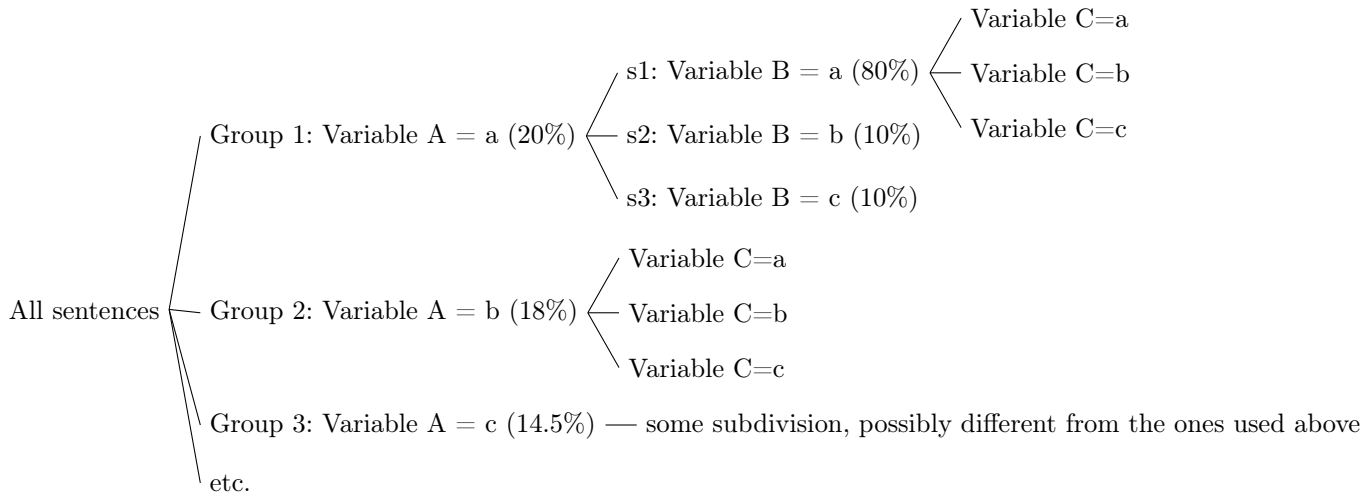 Variable C=a
s1: Variable B = a (80%)
Variable C=b
Variable C=c
Group 1: Variable A = a (20%)
s2: Variable B = b (10%)
s3: Variable B = c (10%)
Variable C=a
All sentences
Group 2: Variable A = b (18%)
Variable C=b
Variable C=c
Group 3: Variable A = c (14.5%)
some subdivision, possibly different from the ones used above
etc.